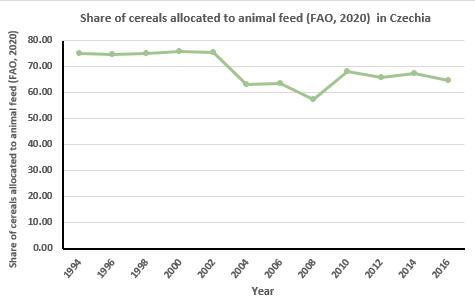 Share of cereals allocated to animal feed (FAO, 2020)  in Czechia
Share of cereals allocated to animal feed (FAO, 2020)
80.00
70.00
60.00
50.00
40.00
30.00
20.00
10.00
0.00
1994 1996 1998 2000 2002 2004 2006 2008 2010 2012 2014 2016
Year